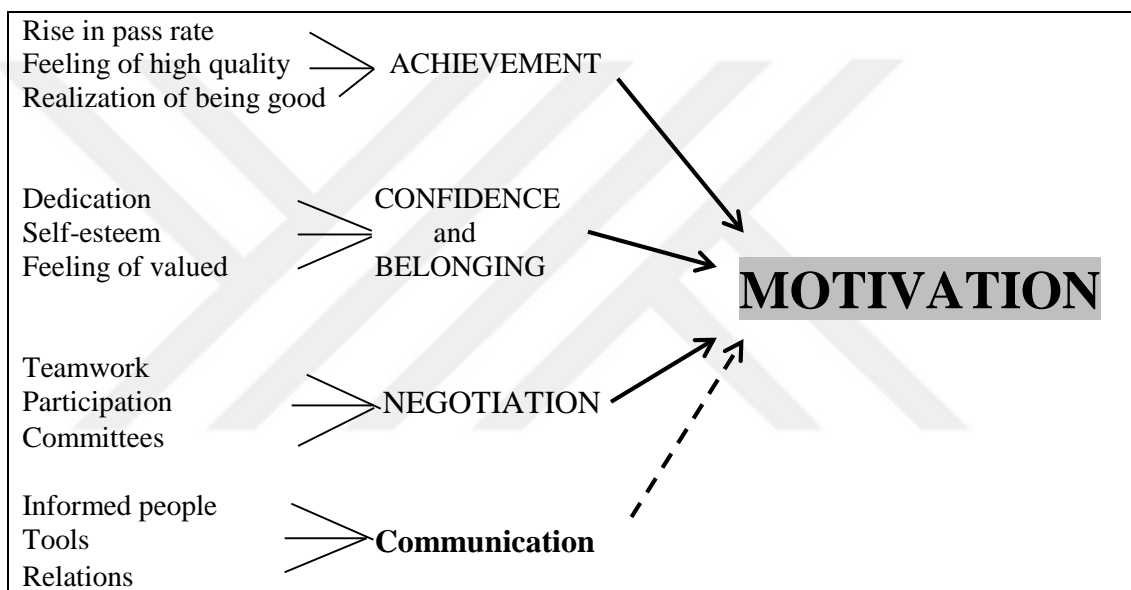 Rise in pass rate
Feeling of high quality
Realization of being good
ACHIEVEMENT
Dedication
Self-esteem
Feeling of valued
CONFIDENCE
and
BELONGING
MOTIVATION
Teamwork
Participation
Committees
NEGOTIATION
Informed people
Tools
Relations
Communication